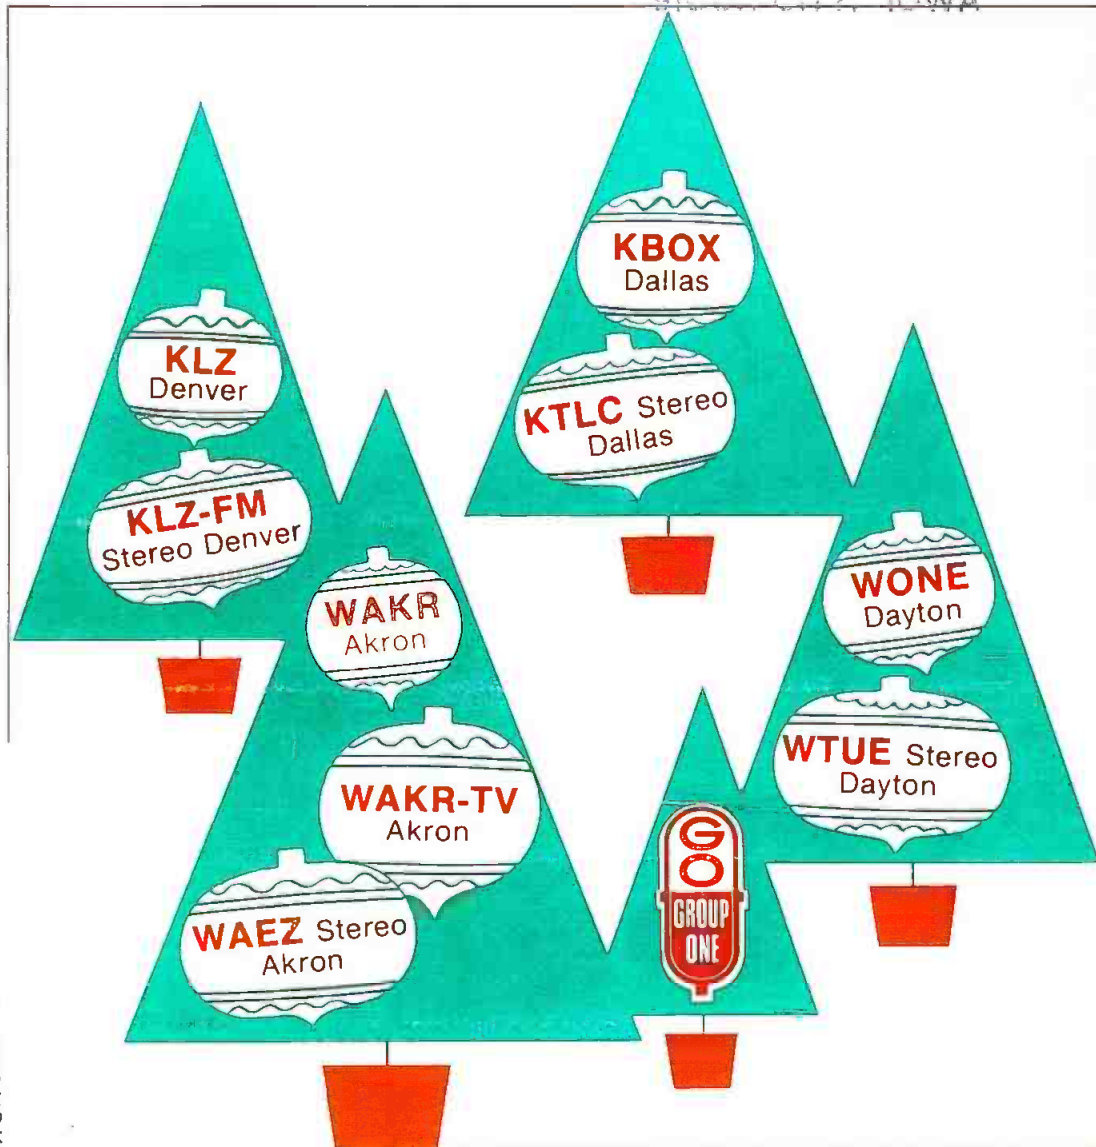 KBOX
Dallas
KLZ
Denver
KTLC Stereo
Dallas
KLZ-FM
Stereo Denver
WAKR
Akron
WONE
Dayton
WAKR-TV
Akron
WTUE Stereo
Dayton
GO
GROUP
ONE
WAEZ Stereo
Akron